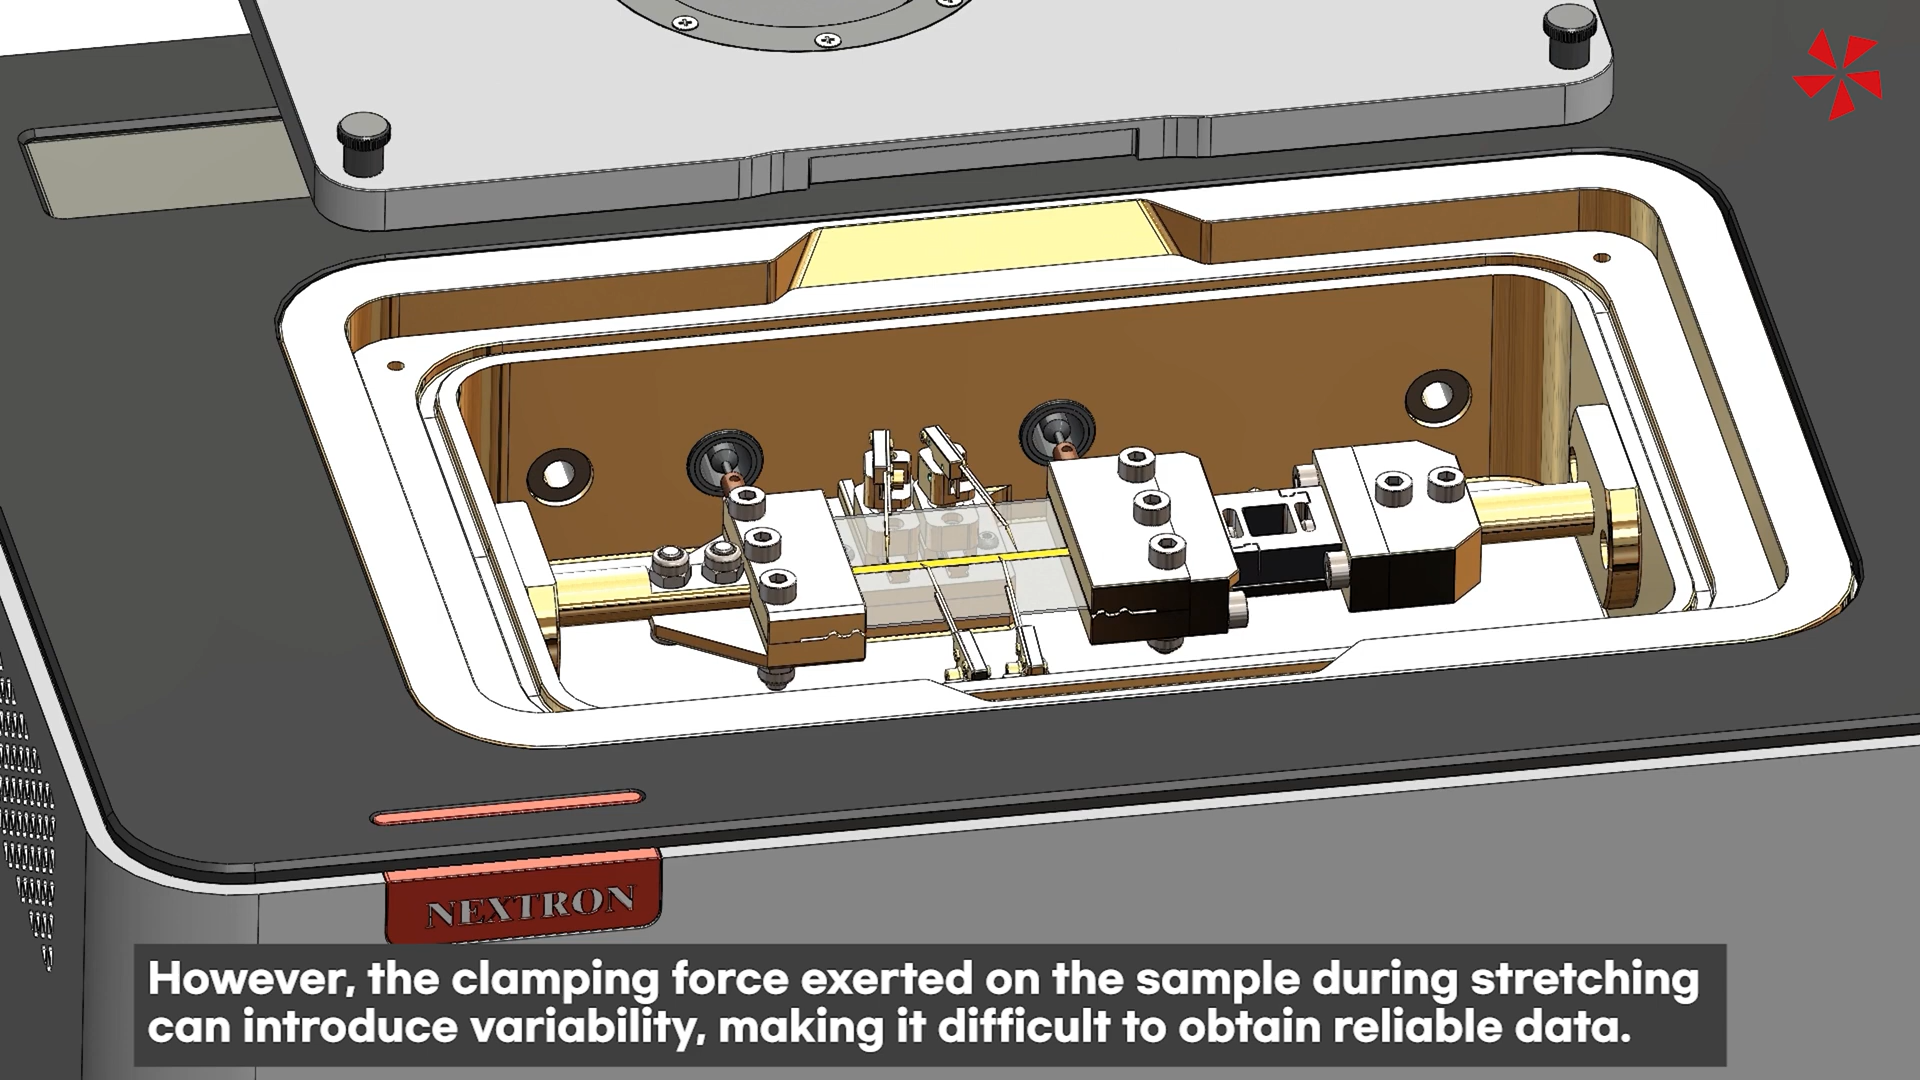 NEXTRON
However, the clamping force exerted on the sample during stretching
can introduce variability, making it difficult to obtain reliable data.